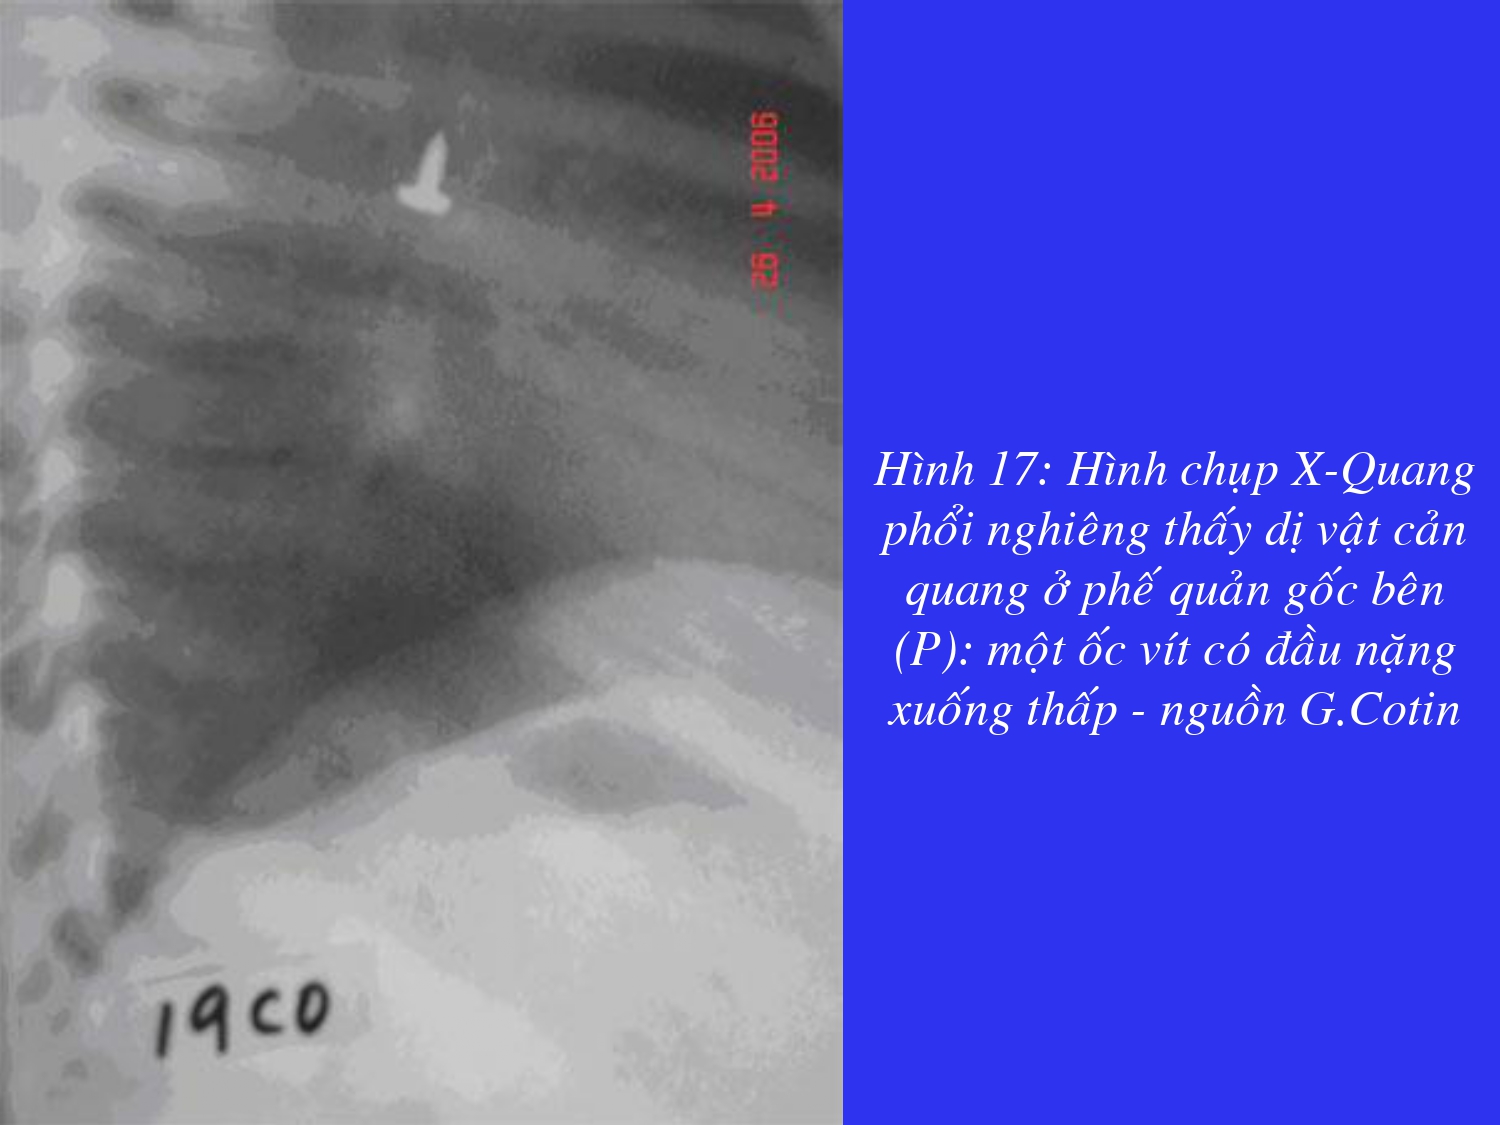 26 4 2006
Hình 17: Hình chụp X-Quang
phổi nghiêng thấy dị vật cản
quang ở phế quản gốc bên
(P): một ốc vít có đầu nặng
xuống thấp - nguồn G.Cotin
19CD